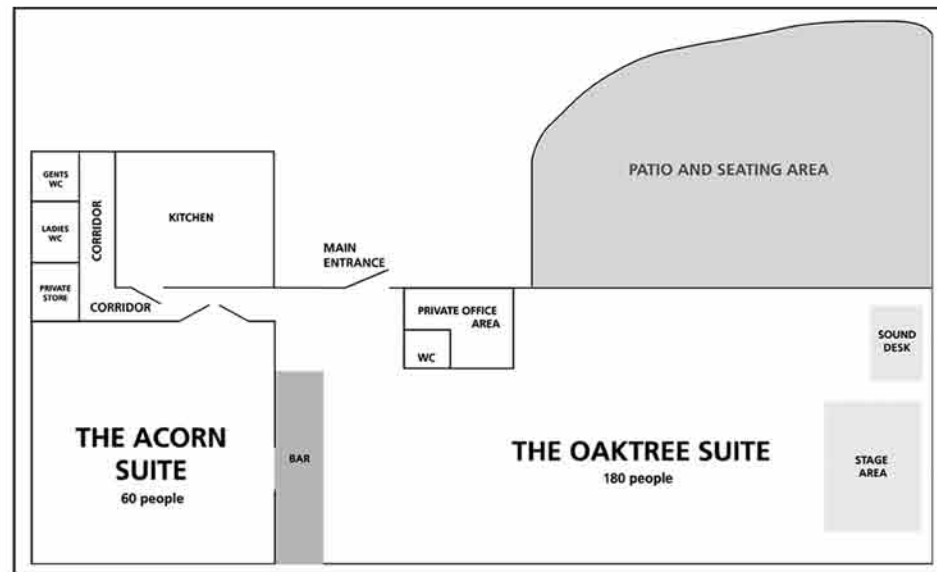 GENTS
WC
LADIES
WC
PRIVATE
STORE
CORRIDOR
CORRIDOR
KITCHEN
MAIN
ENTRANCE
PATIO AND SEATING AREA
PRIVATE OFFICE
AREA
WC
SOUND
DESK
THE ACORN
SUITE
60 people
BAR
THE OAKTREE SUITE
180 people
STAGE
AREA